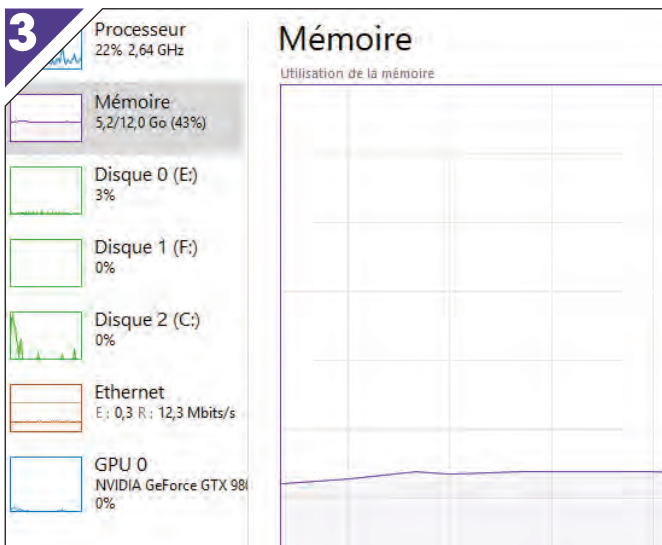 3
Processeur
22% 2,64 GHz
Mémoire
5,2/12,0 Go (43%)
Disque 0 (E:)
3%
Disque 1 (F:)
0%
Disque 2 (C:)
0%
Ethernet
E : 0,3 R : 12,3 Mbits/s
GPU 0
NVIDIA GeForce GTX
0%
Mémoire
Utilisation de la mémoire